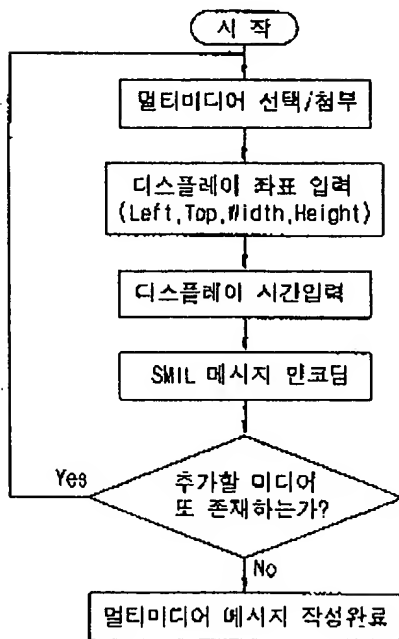 시 작
멀티미디어 선택/첨부
디스플레이 좌표 입력
(Left,Top,Width,Height)
디스플레이 시간입력
SMIL 메시지 인코딩
추가할 미디어
또 존재하는가?
Yes
No
멀티미디어 메시지 작성완료